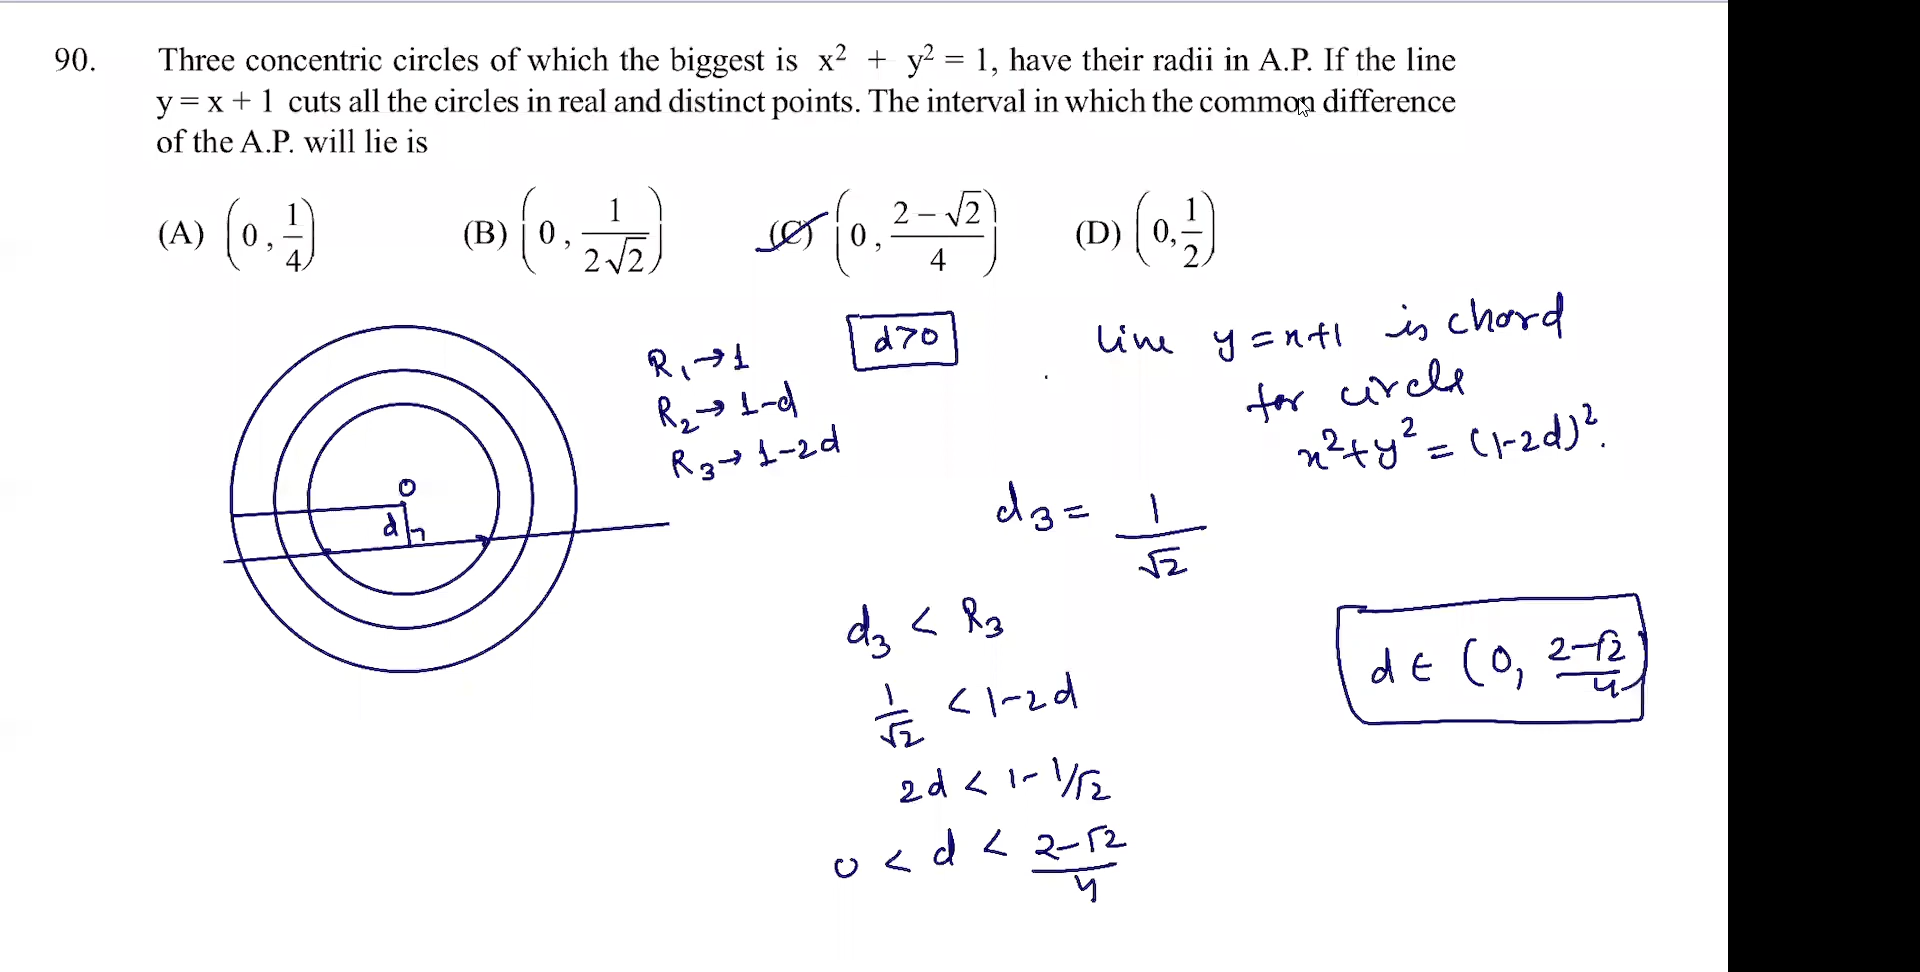 90. Three concentric circles of which the biggest is x² + y² = 1, have their radii in A.P. If the line
y = x + 1 cuts all the circles in real and distinct points. The interval in which the common difference
of the A.P. will lie is
(A) (0, 1/4) (B) (0, 1/(2√2)) (C) (0, (2 − √2)/4) (D) (0, 1/2)
R₁ → 1
R₂ → 1-d
R₃ → 1-2d
d>0
line y = x+1 is chord
for circle
x²+y² = (1-2d)².
O
d
d₃ = 1/√2
d₃ < R₃
1/√2 < 1-2d
2d < 1- 1/√2
0 < d < (2-√2)/4
d ∈ (0, (2-√2)/4)